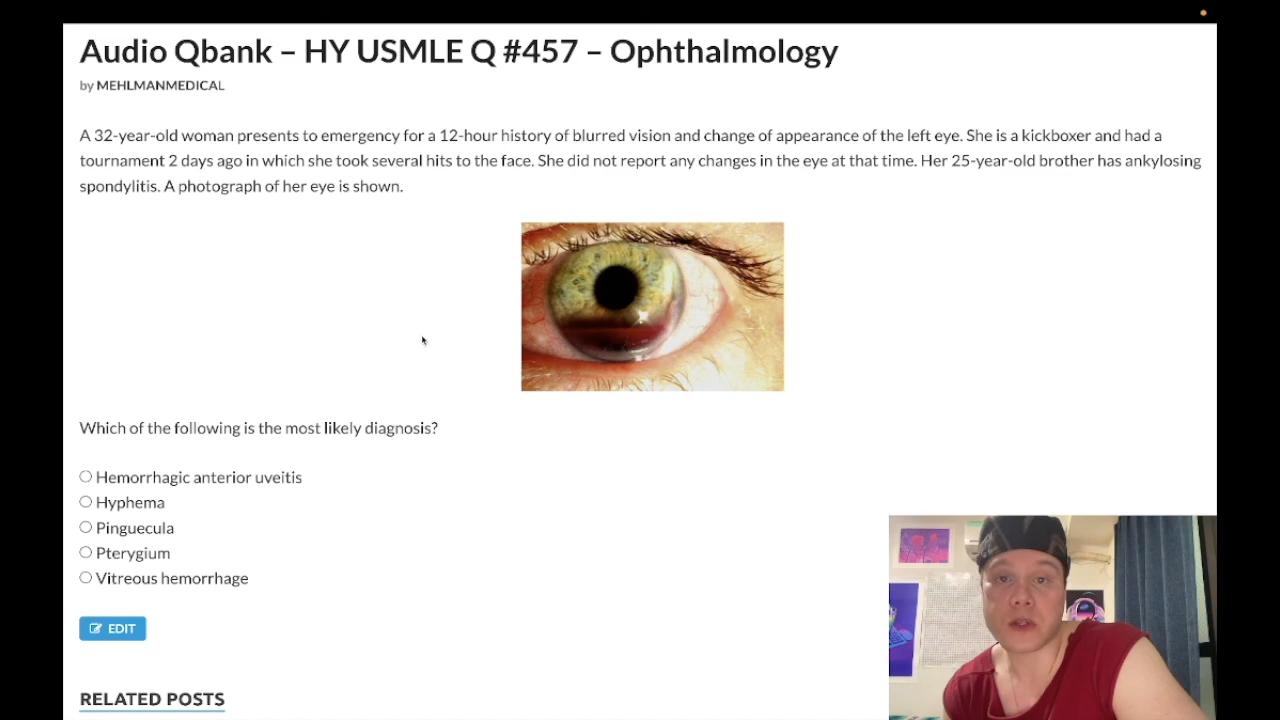 Audio Qbank – HY USMLE Q #457 – Ophthalmology
by MEHLMANMEDICAL
A 32-year-old woman presents to emergency for a 12-hour history of blurred vision and change of appearance of the left eye. She is a kickboxer and had a
tournament 2 days ago in which she took several hits to the face. She did not report any changes in the eye at that time. Her 25-year-old brother has ankylosing
spondylitis. A photograph of her eye is shown.
Which of the following is the most likely diagnosis?
Hemorrhagic anterior uveitis
Hyphema
Pinguecula
Pterygium
Vitreous hemorrhage
EDIT
RELATED POSTS